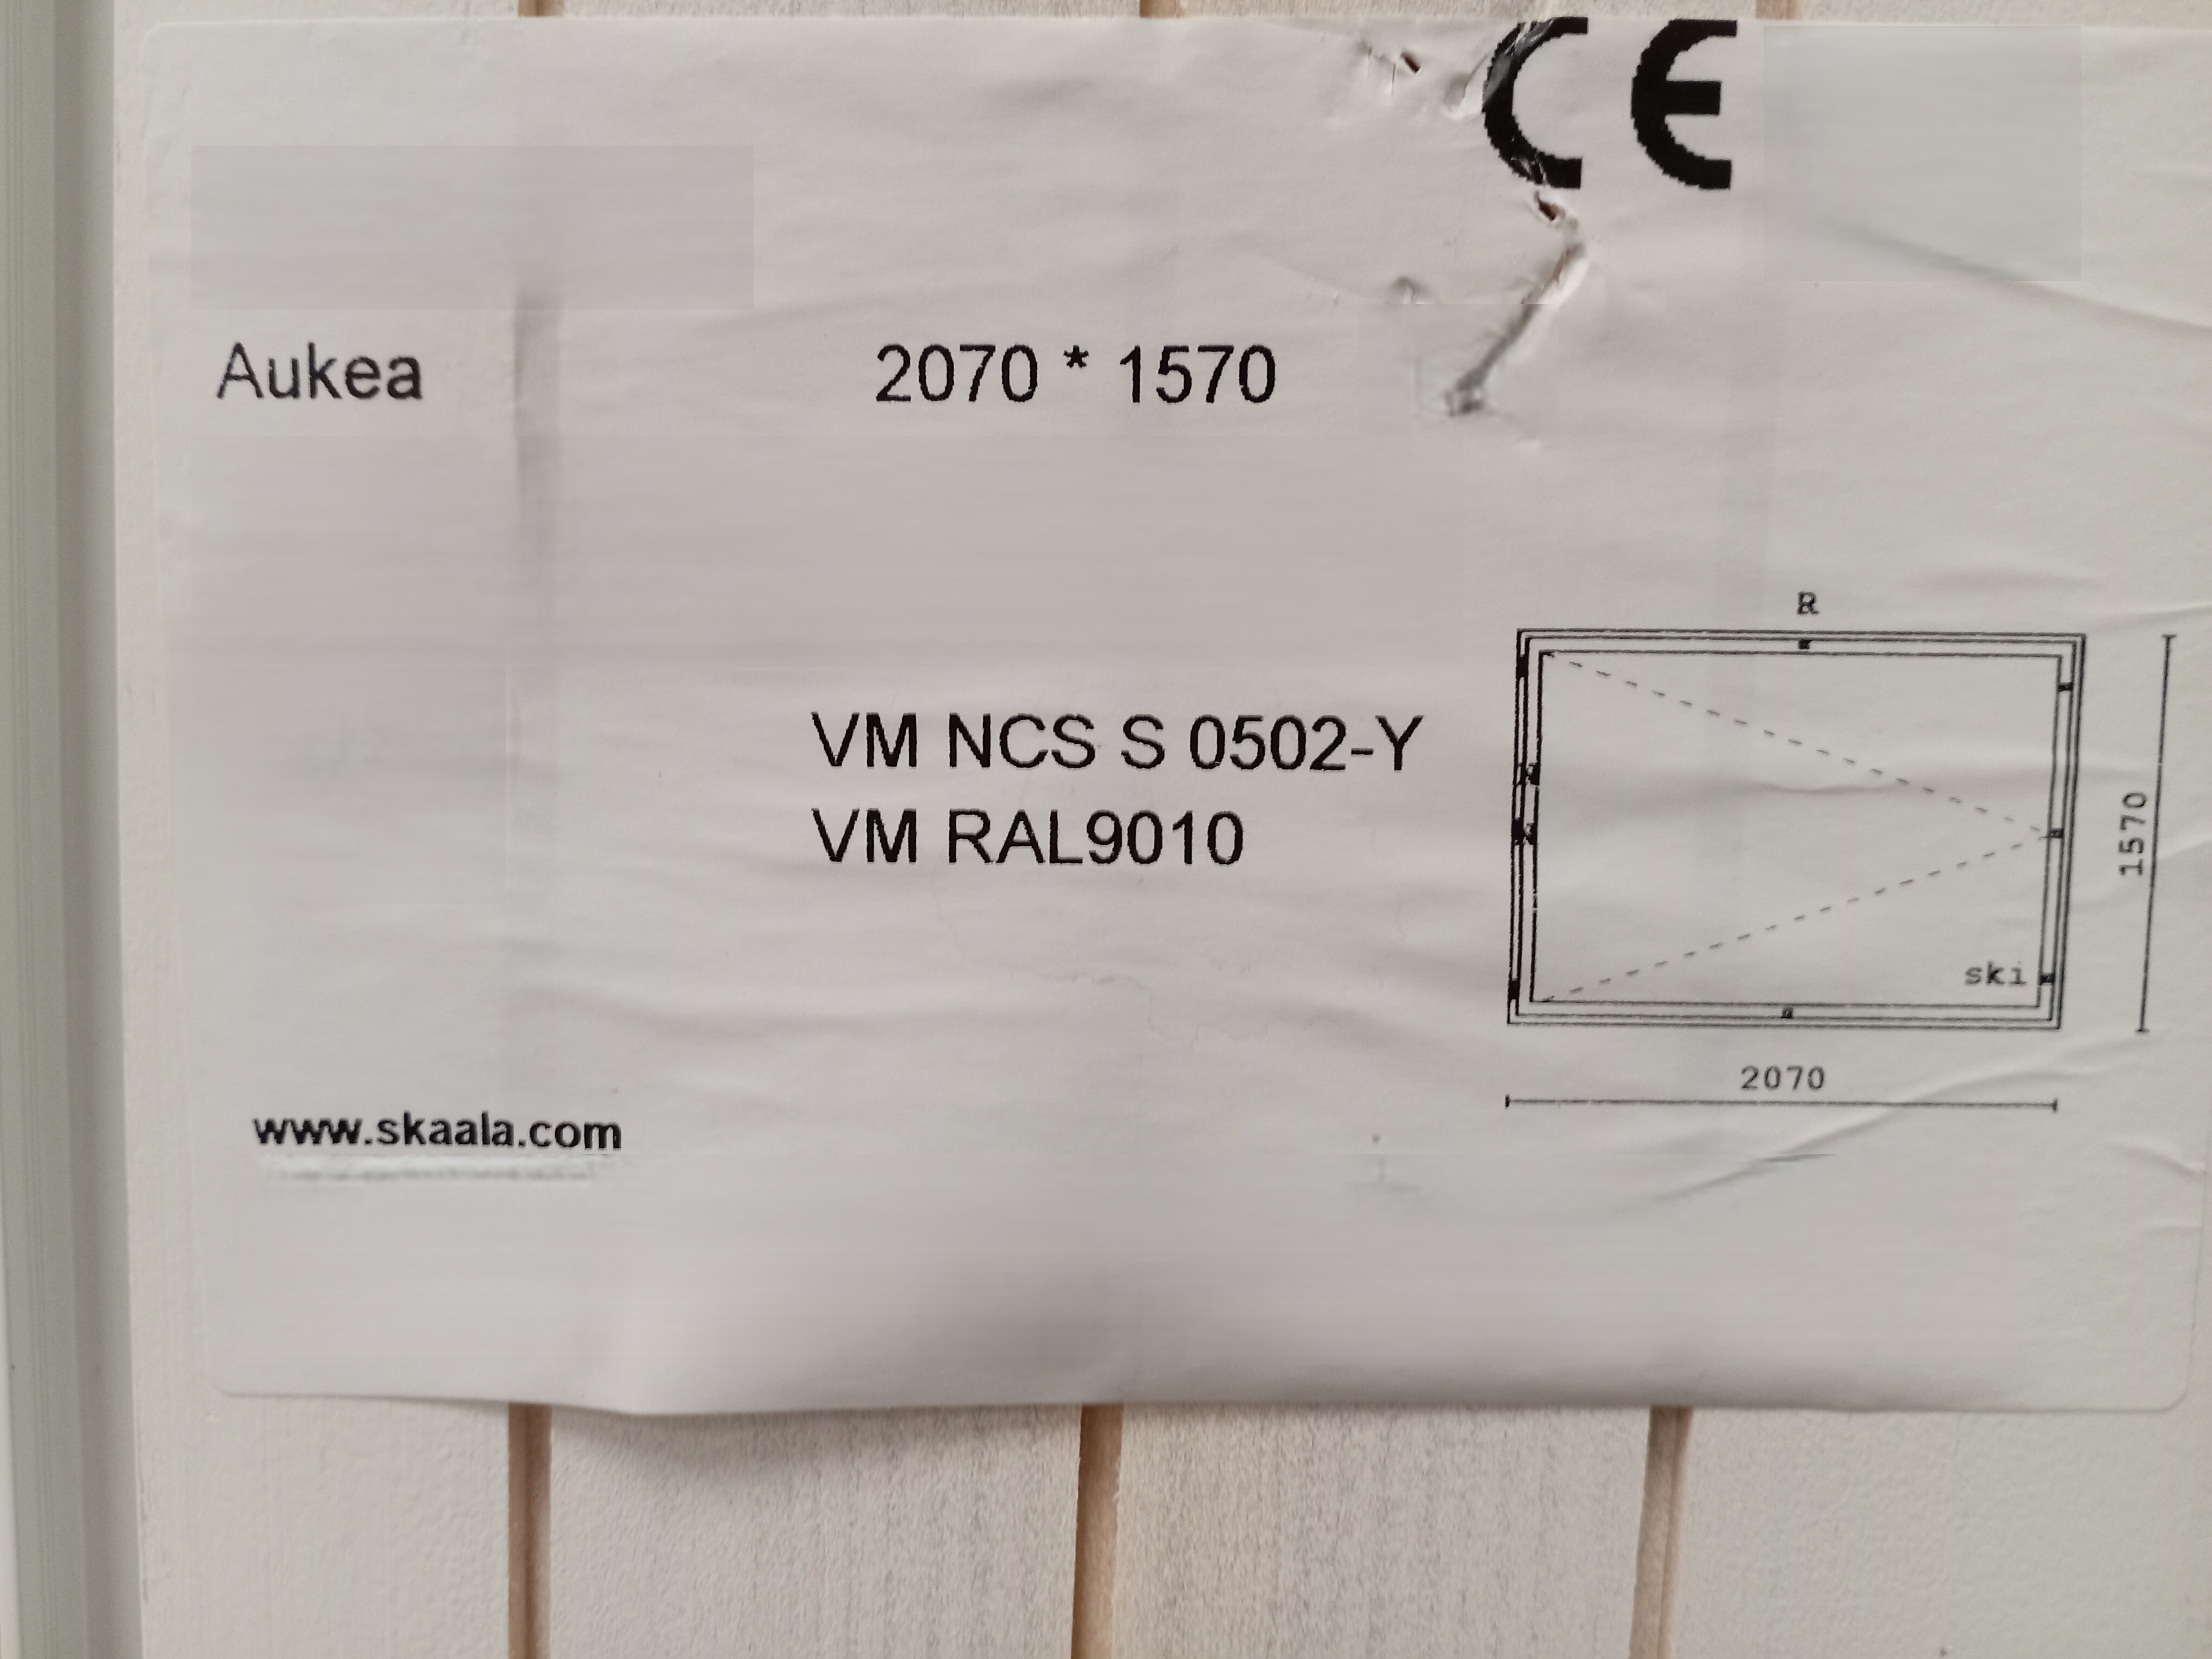 CE
Aukea 2070 * 1570
R
VM NCS S 0502-Y
VM RAL9010
1570
ski
2070
www.skaala.com